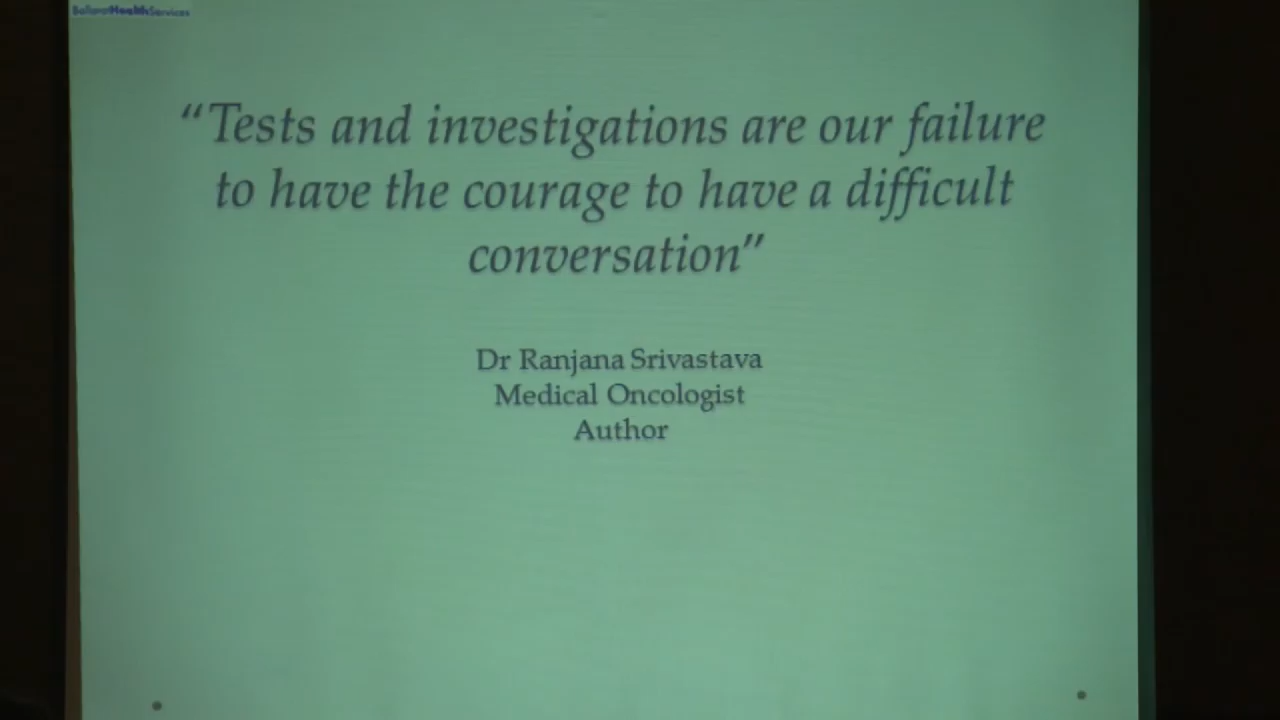 BallaratHealthServices
“Tests and investigations are our failure
to have the courage to have a difficult
conversation”
Dr Ranjana Srivastava
Medical Oncologist
Author